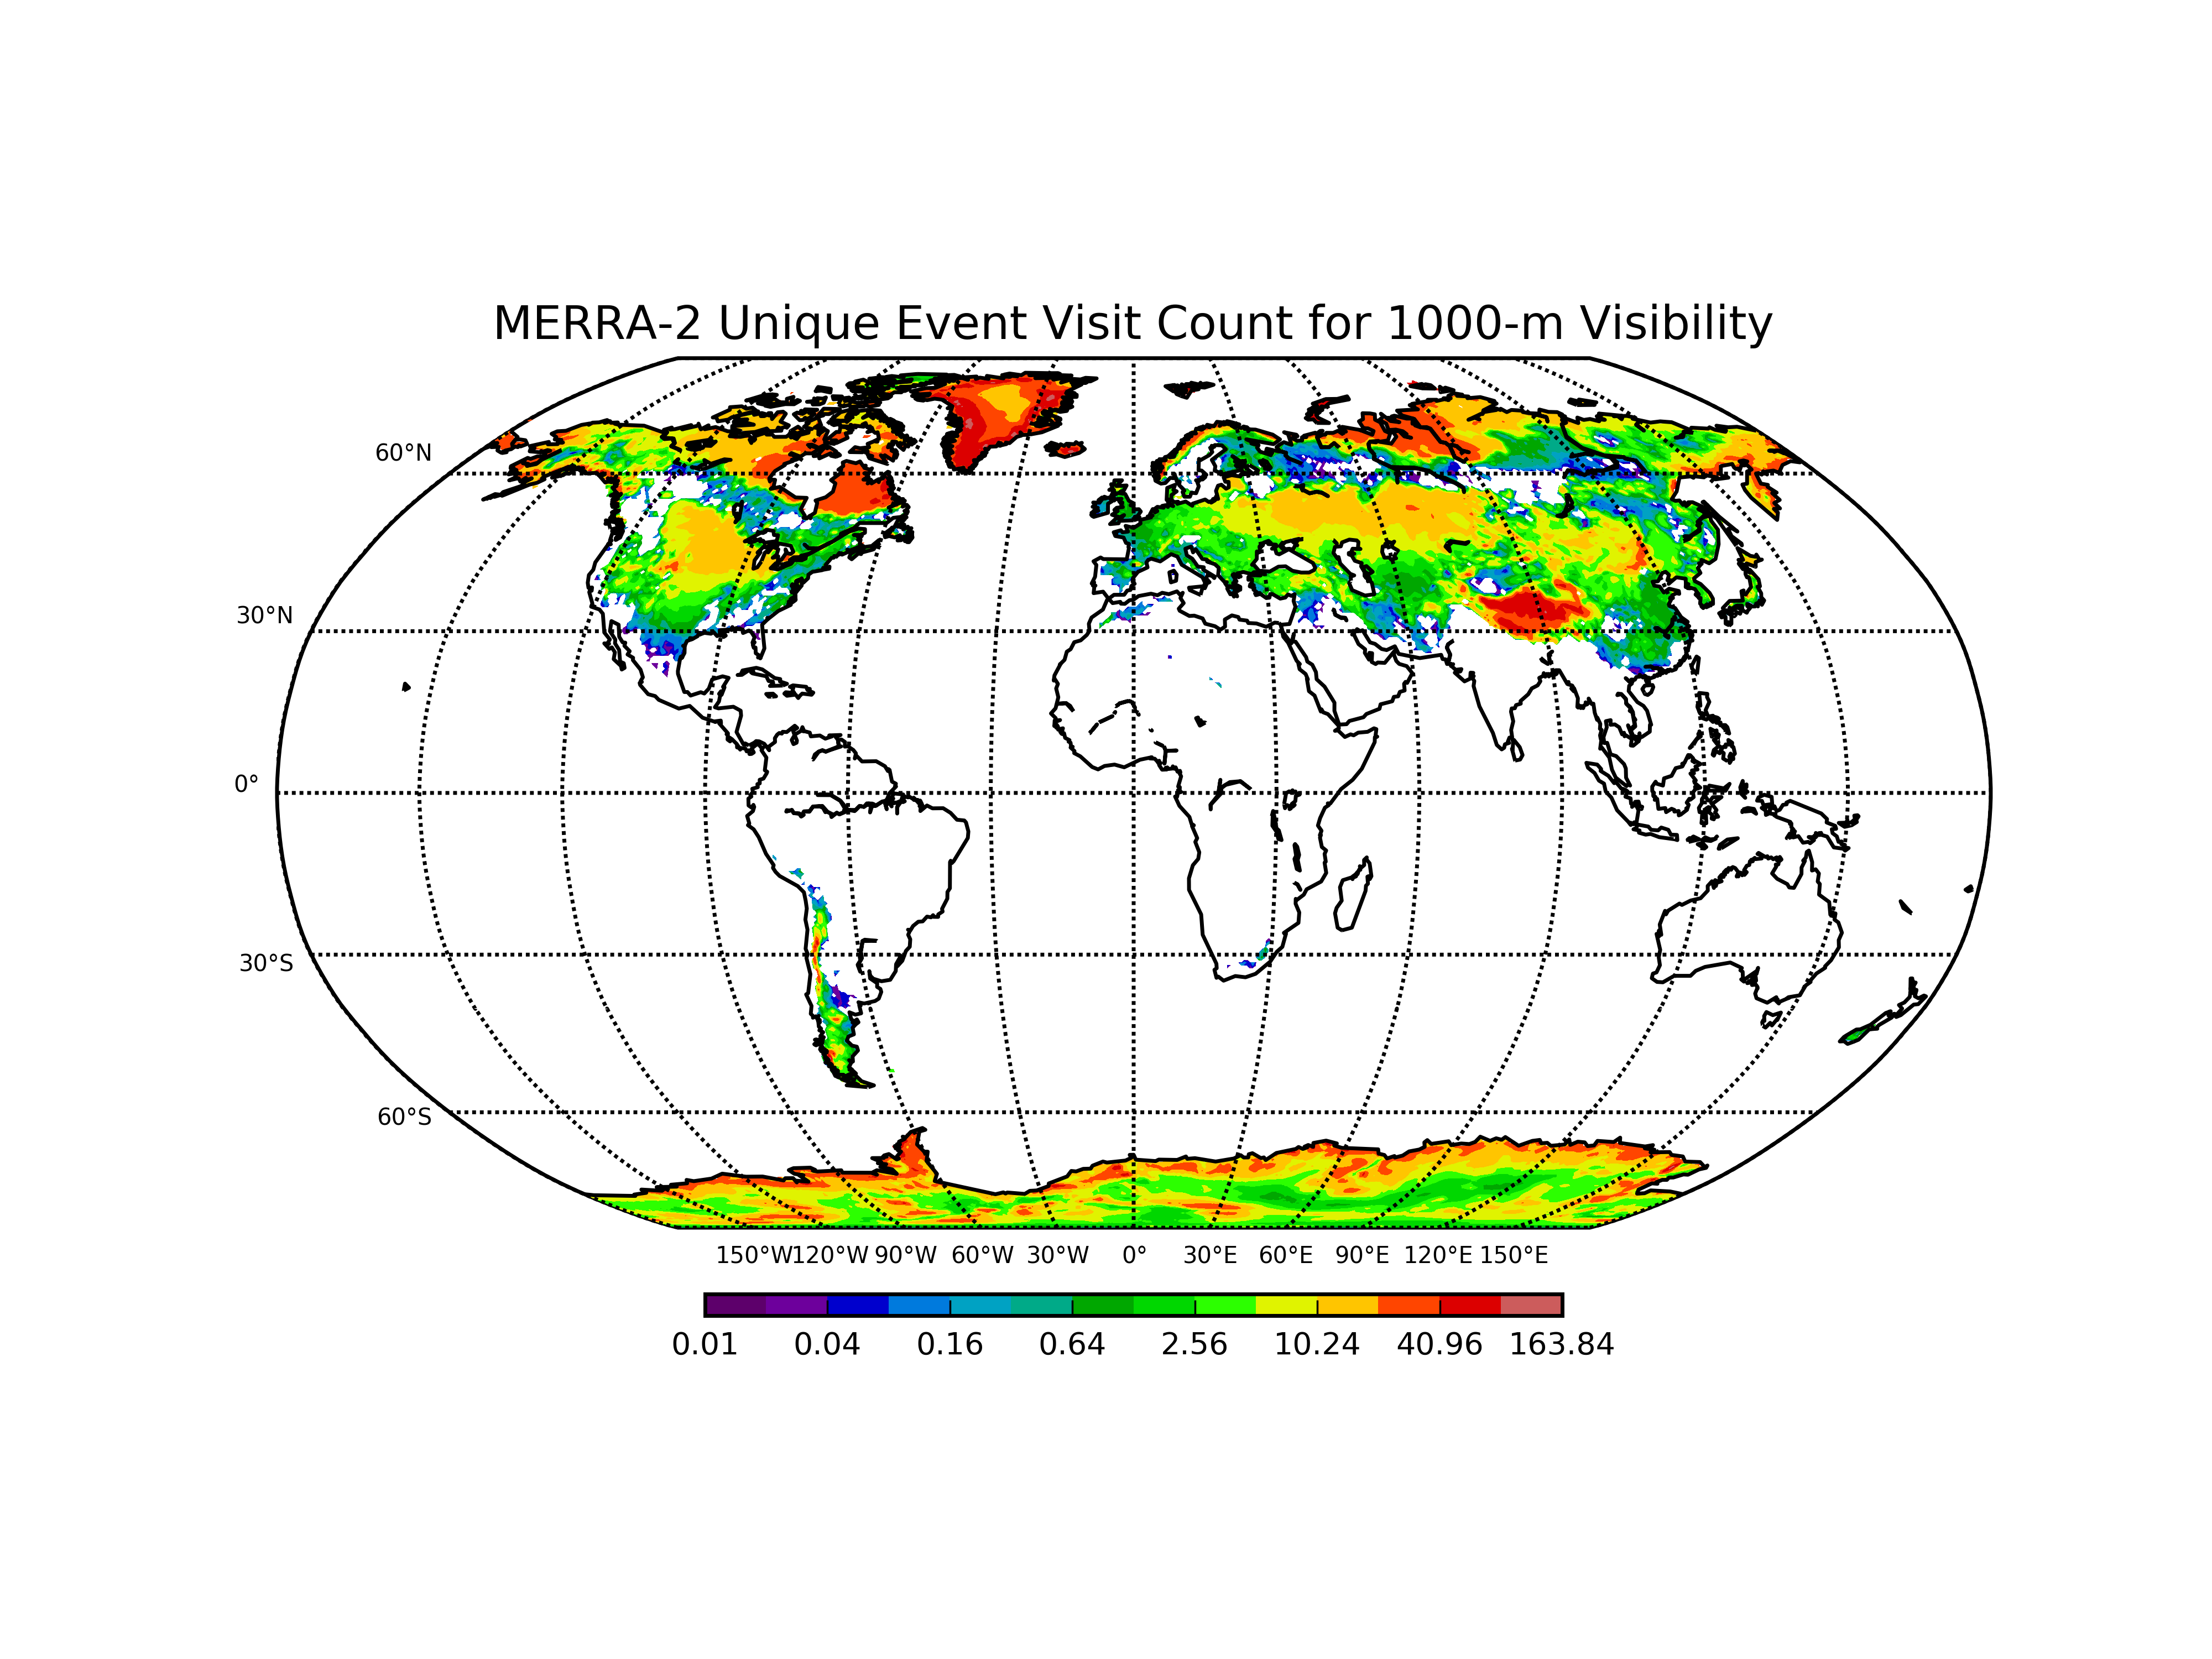 MERRA-2 Unique Event Visit Count for 1000-m Visibility
60°N
30°N
0°
30°S
60°S
150°W 120°W 90°W 60°W 30°W 0° 30°E 60°E 90°E 120°E 150°E
0.01 0.04 0.16 0.64 2.56 10.24 40.96 163.84